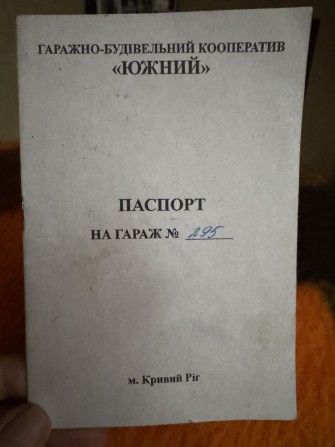 ГАРАЖНО-БУДІВЕЛЬНИЙ КООПЕРАТИВ
«ЮЖНИЙ»
ПАСПОРТ
НА ГАРАЖ № 295
м. Кривий Ріг